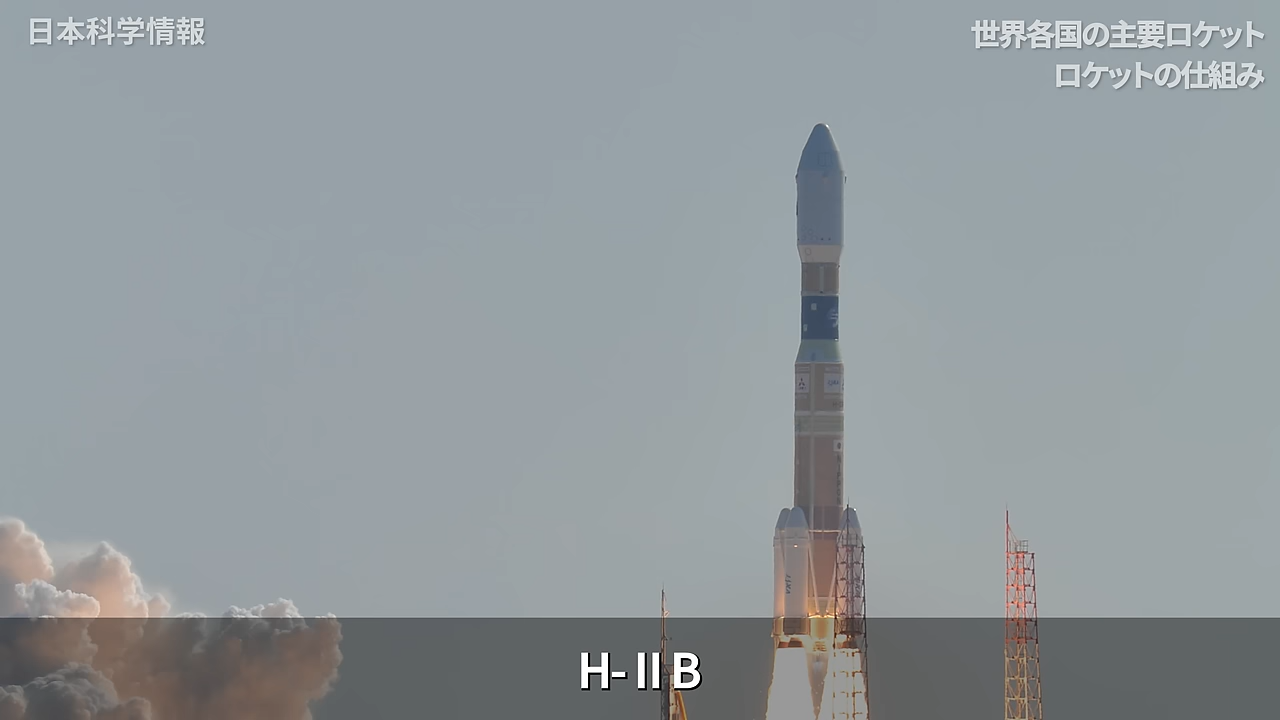 日本科学情報
世界各国の主要ロケット
ロケットの仕組み
H-ⅡB